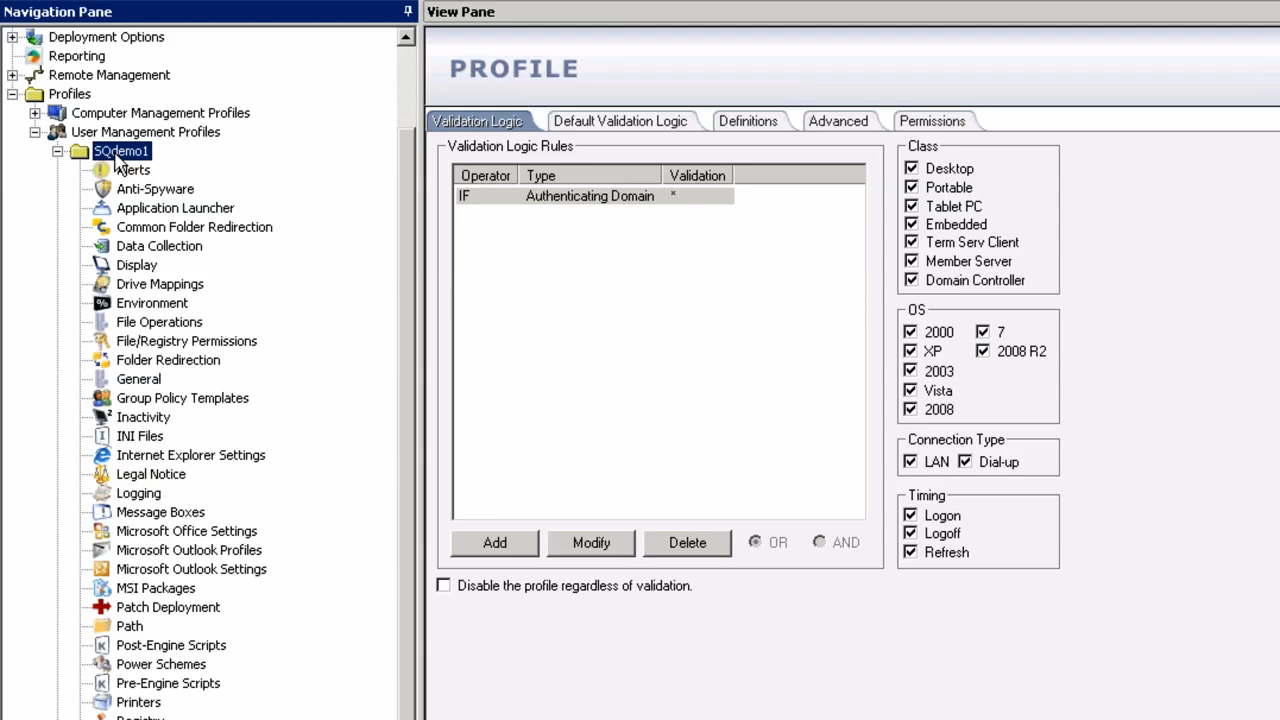 Navigation Pane
Deployment Options
Reporting
Remote Management
Profiles
Computer Management Profiles
User Management Profiles
SQdemo1
Alerts
Anti-Spyware
Application Launcher
Common Folder Redirection
Data Collection
Display
Drive Mappings
Environment
File Operations
File/Registry Permissions
Folder Redirection
General
Group Policy Templates
Inactivity
INI Files
Internet Explorer Settings
Legal Notice
Logging
Message Boxes
Microsoft Office Settings
Microsoft Outlook Profiles
Microsoft Outlook Settings
MSI Packages
Patch Deployment
Path
Post-Engine Scripts
Power Schemes
Pre-Engine Scripts
Printers
Registry
View Pane
PROFILE
Validation Logic Default Validation Logic Definitions Advanced Permissions
Validation Logic Rules
Operator Type Validation
IF Authenticating Domain *
Add Modify Delete OR AND
Disable the profile regardless of validation.
Class
Desktop
Portable
Tablet PC
Embedded
Term Serv Client
Member Server
Domain Controller
OS
2000 7
XP 2008 R2
2003
Vista
2008
Connection Type
LAN Dial-up
Timing
Logon
Logoff
Refresh